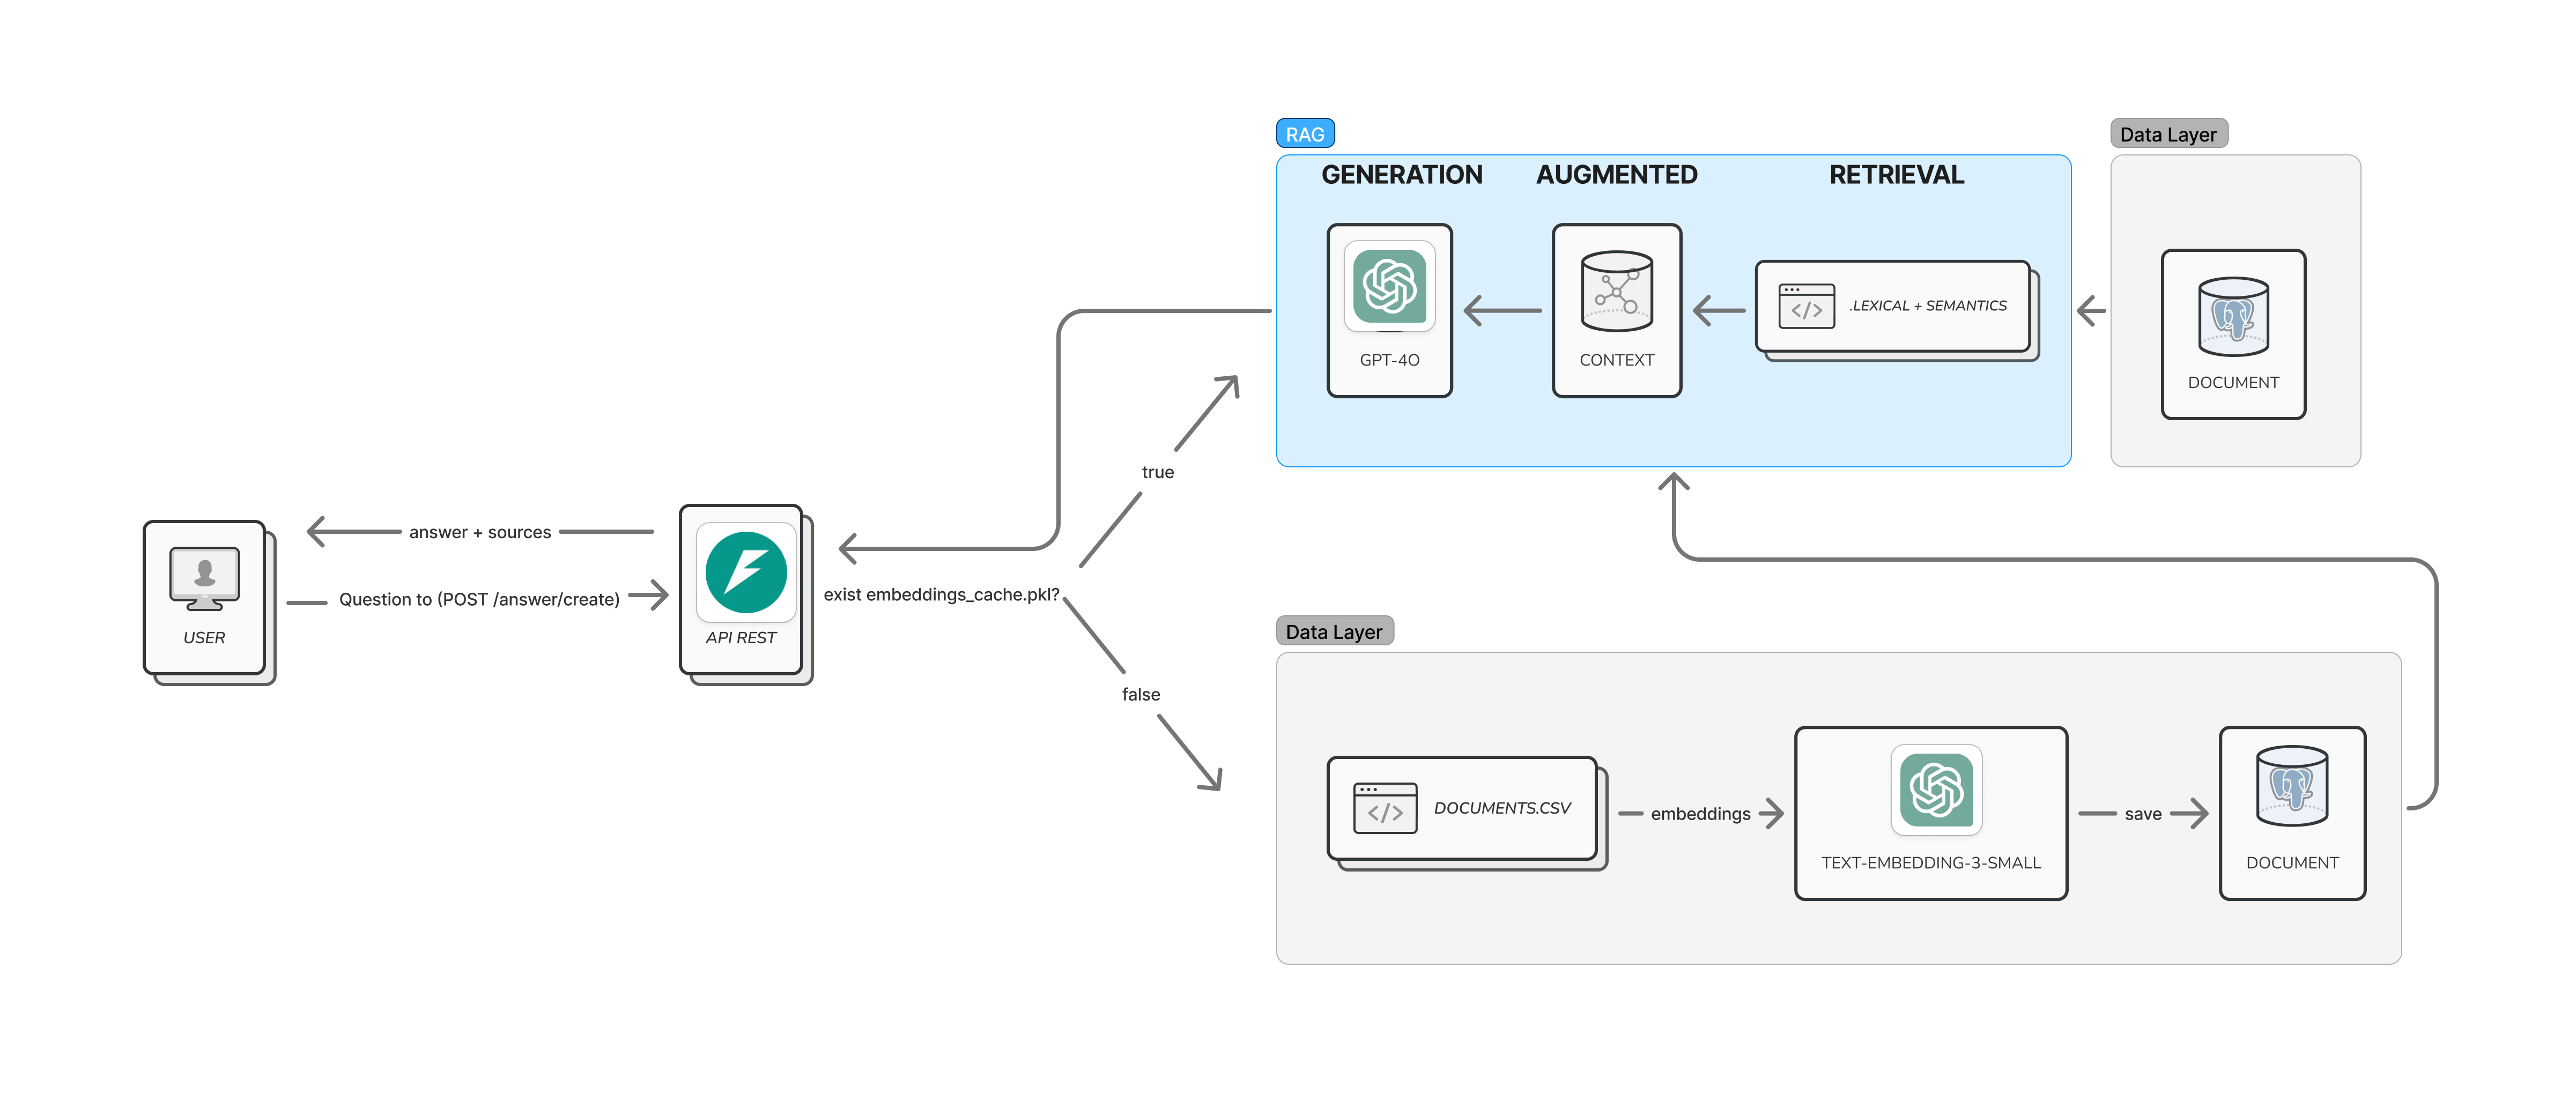 RAG
Data Layer
GENERATION
AUGMENTED
RETRIEVAL
.LEXICAL + SEMANTICS
GPT-4O
CONTEXT
DOCUMENT
true
answer + sources
Question to (POST /answer/create)
exist embeddings_cache.pkl?
USER
API REST
Data Layer
false
DOCUMENTS.CSV
embeddings
TEXT-EMBEDDING-3-SMALL
save
DOCUMENT